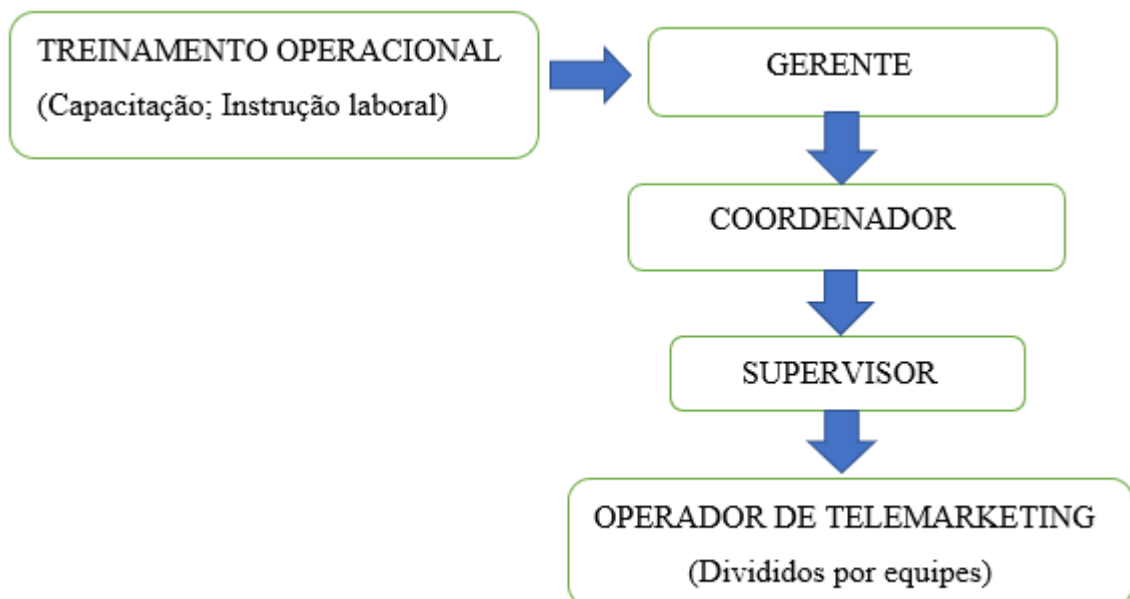 TREINAMENTO OPERACIONAL
(Capacitação; Instrução laboral)
GERENTE
COORDENADOR
SUPERVISOR
OPERADOR DE TELEMARKETING
(Divididos por equipes)